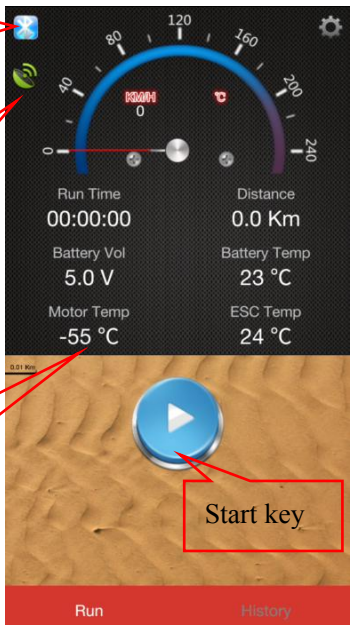 120
80
160
40
200
KM/H
℃
0
0
240
Run Time
Distance
00:00:00
0.0 Km
Battery Vol
Battery Temp
5.0 V
23 °C
Motor Temp
ESC Temp
-55 °C
24 °C
0.01 Km
Start key
Run
History